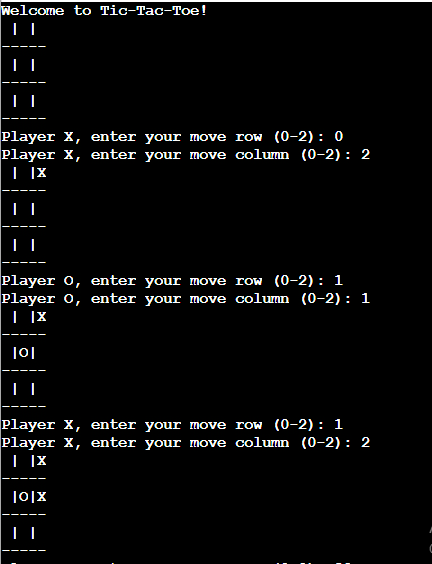 Welcome to Tic-Tac-Toe!
 | | 
-----
 | | 
-----
 | | 
-----
Player X, enter your move row (0-2): 0
Player X, enter your move column (0-2): 2
 | |X
-----
 | | 
-----
 | | 
-----
Player O, enter your move row (0-2): 1
Player O, enter your move column (0-2): 1
 | |X
-----
 |O| 
-----
 | | 
-----
Player X, enter your move row (0-2): 1
Player X, enter your move column (0-2): 2
 | |X
-----
 |O|X
-----
 | | 
-----